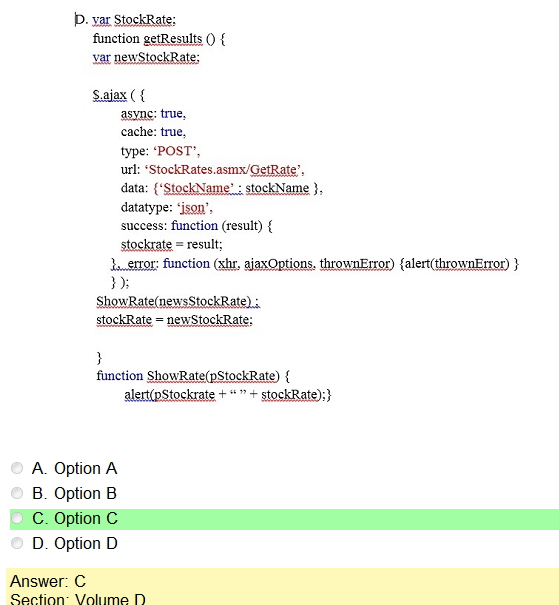 D. var StockRate;
function getResults () {
var newStockRate;
$.ajax ( {
async: true,
cache: true,
type: ‘POST’,
url: ‘StockRates.asmx/GetRate’,
data: {‘StockName’ : stockName },
datatype: ‘json’,
success: function (result) {
stockrate = result;
}, error: function (xhr, ajaxOptions, thrownError) {alert(thrownError) }
} );
ShowRate(newsStockRate) ;
stockRate = newStockRate;
}
function ShowRate(pStockRate) {
alert(pStockrate + “ ” + stockRate);}
A. Option A
B. Option B
C. Option C
D. Option D
Answer: C
Section: Volume D